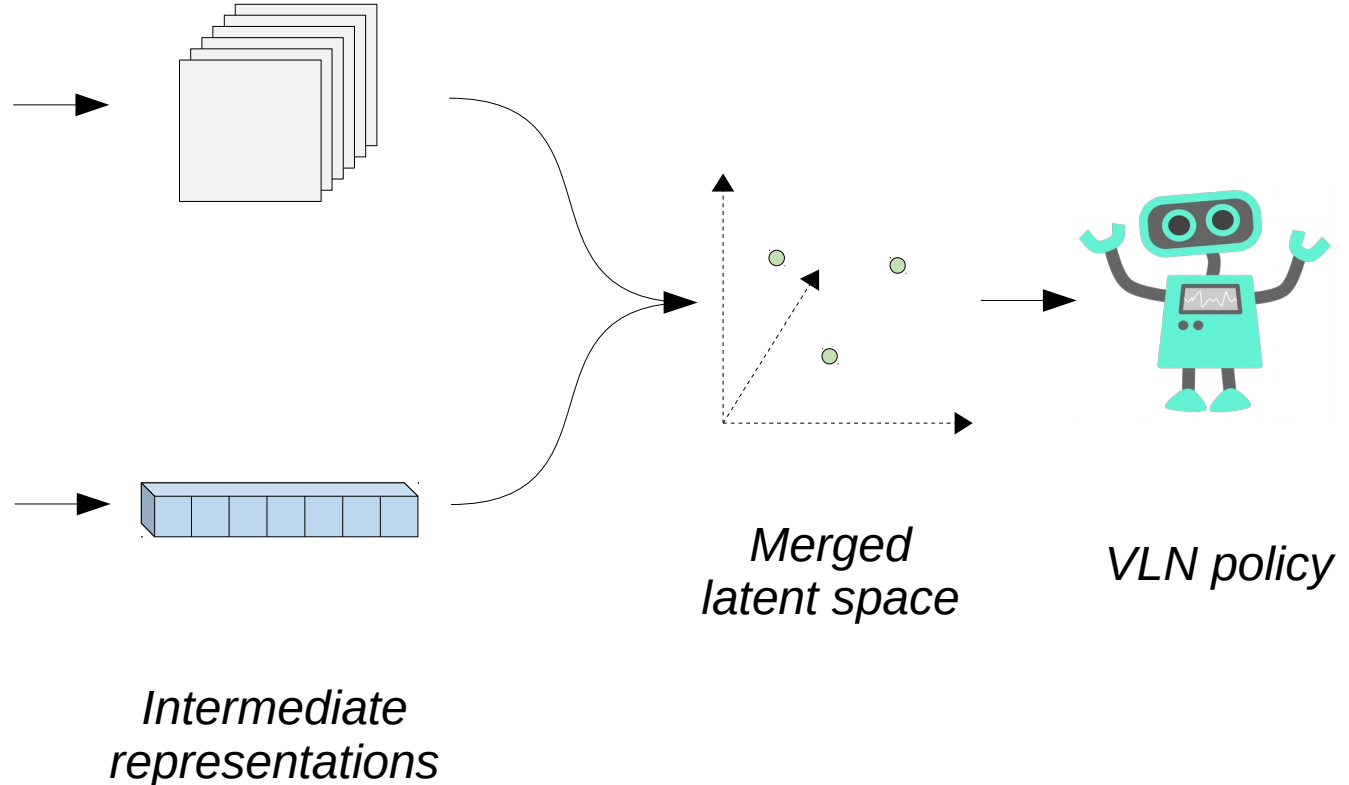 Merged
latent space
VLN policy
Intermediate
representations